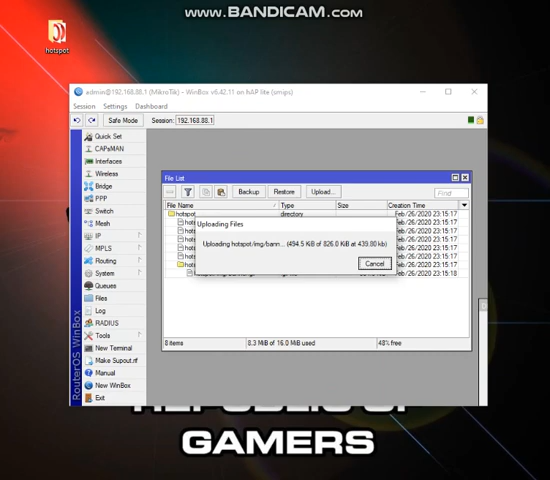 www.BANDICAM.com
hotspot
admin@192.168.88.1 (MikroTik) - WinBox v6.42.11 on hAP lite (smips)
Session Settings Dashboard
Safe Mode Session: 192.168.88.1
Quick Set
CAPsMAN
Interfaces
Wireless
Bridge
PPP
Switch
Mesh
IP
MPLS
Routing
System
Queues
Files
Log
RADIUS
Tools
New Terminal
Make Supout.rif
Manual
New WinBox
Exit
RouterOS WinBox
File List
Backup Restore Upload... Find
File Name Type Size Creation Time
hotspot directory Feb/26/2020 23:15:17
Feb/26/2020 23:15:17
Feb/26/2020 23:15:17
Feb/26/2020 23:15:17
Feb/26/2020 23:15:17
Feb/26/2020 23:15:17
Feb/26/2020 23:15:18
Uploading Files
Uploading hotspot/img/bann... (494.5 KiB of 826.0 KiB at 439.80 kb)
Cancel
8 items 8.3 MiB of 16.0 MiB used 48% free
REPUBLIC OF
GAMERS